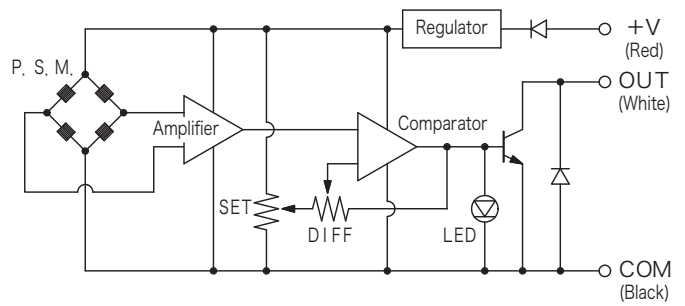 Regulator
+V
(Red)
P. S. M.
OUT
(White)
Amplifier
Comparator
SET
DIFF
LED
COM
(Black)